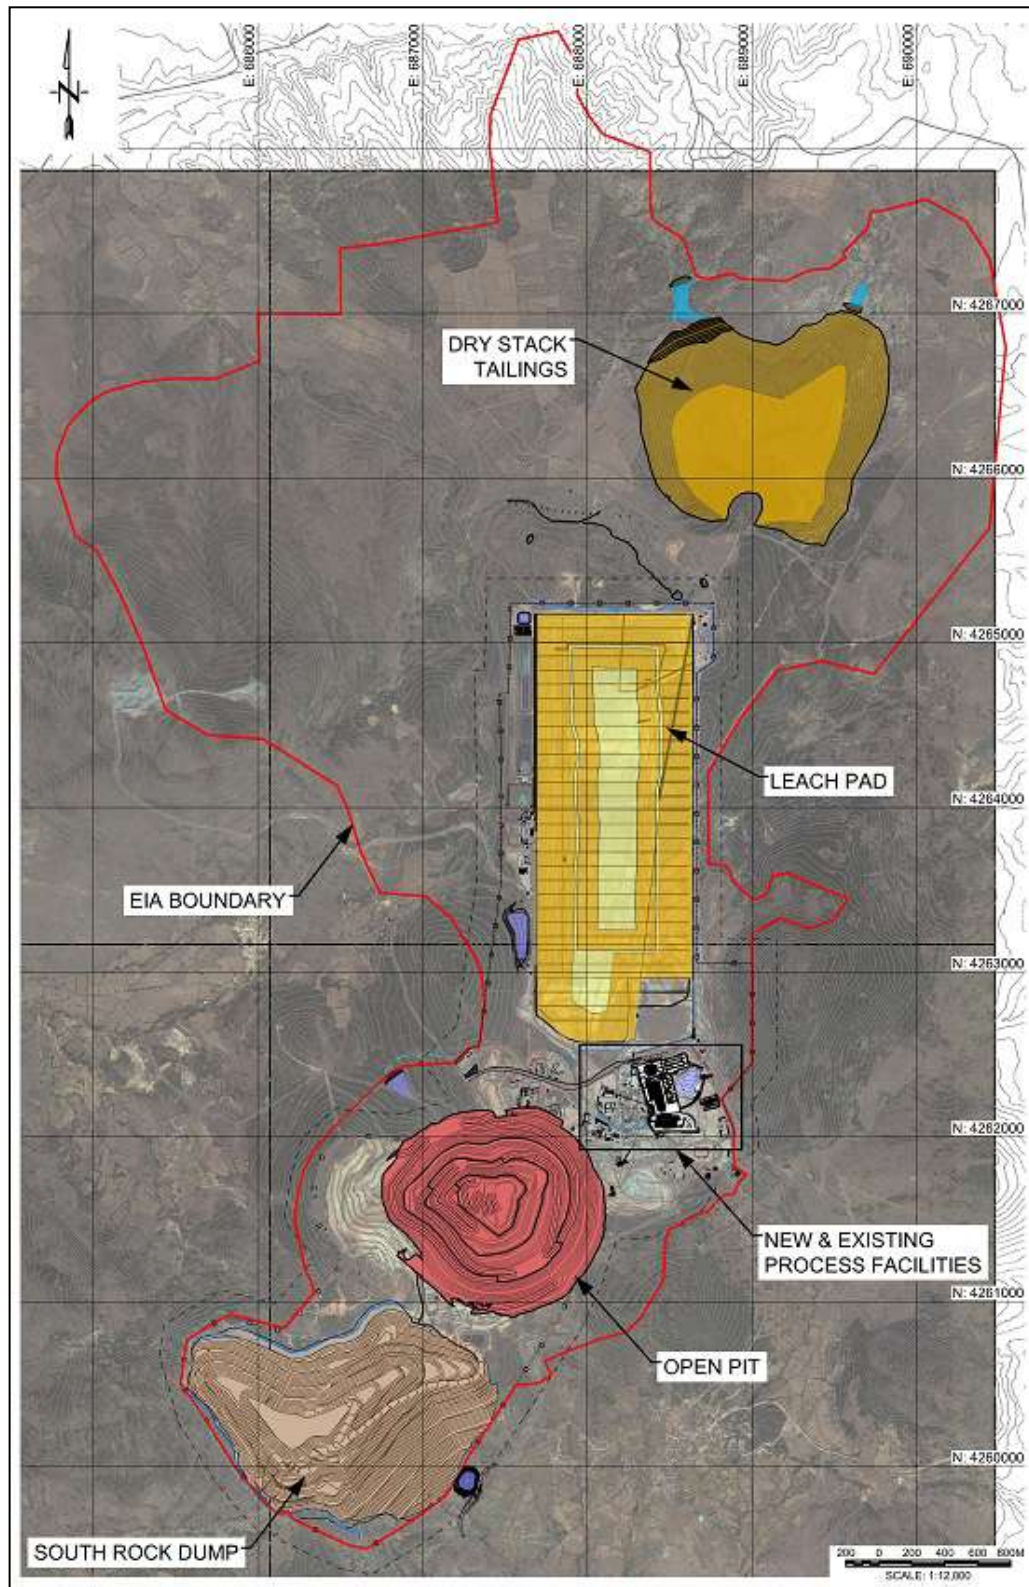 N
E: 686000
E: 687000
E: 688000
E: 689000
E: 690000
N: 4267000
DRY STACK
TAILINGS
N: 4266000
N: 4265000
LEACH PAD
N: 4264000
EIA BOUNDARY
N: 4263000
N: 4262000
NEW & EXISTING
PROCESS FACILITIES
N: 4261000
OPEN PIT
N: 4260000
SOUTH ROCK DUMP
200 0 200 400 600 800M
SCALE: 1:12,000